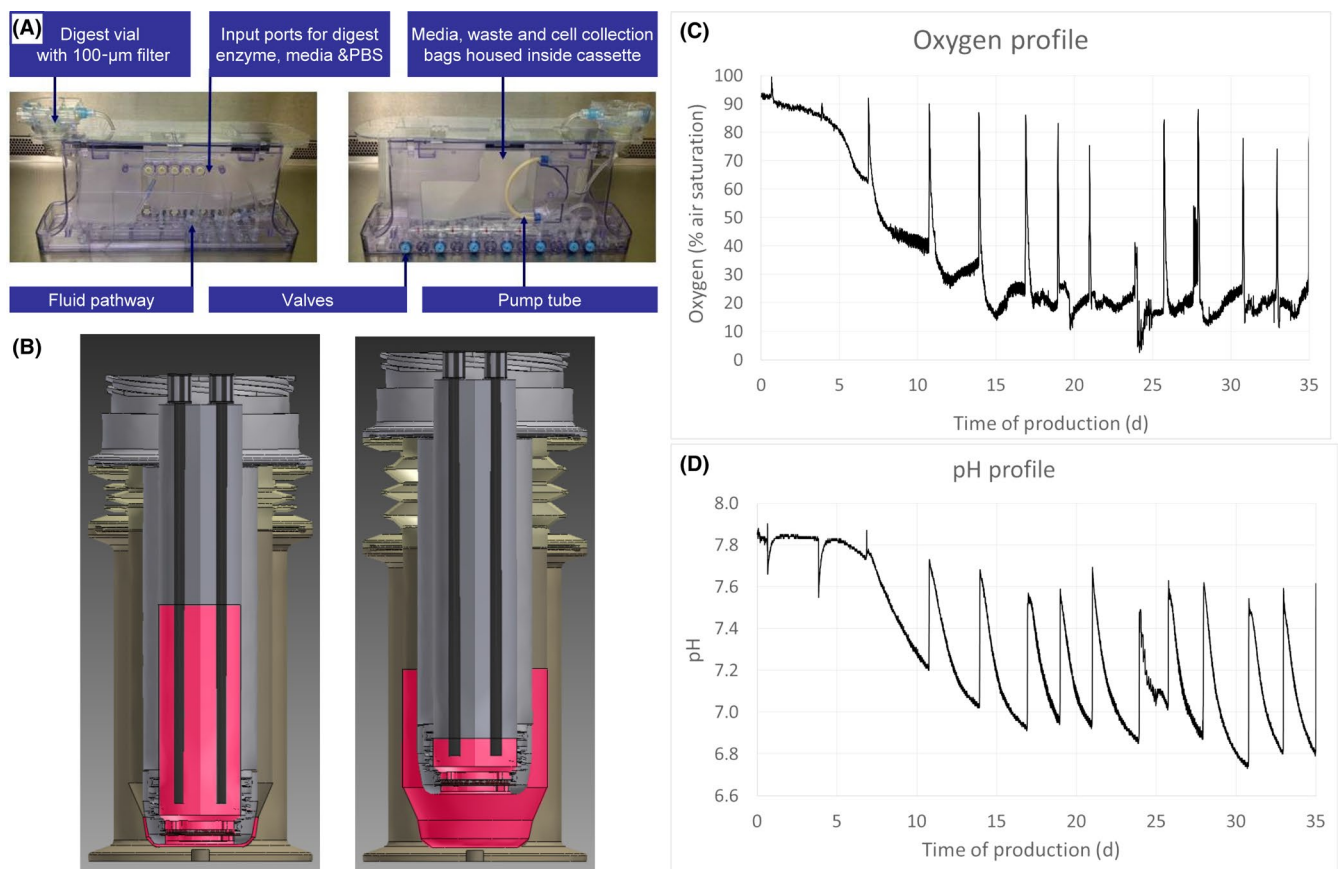 (A)
Digest vial
with 100-µm filter
Input ports for digest
enzyme, media &PBS
Media, waste and cell collection
bags housed inside cassette
Fluid pathway
Valves
Pump tube
(B)
(C)
Oxygen profile
Oxygen (% air saturation)
100
90
80
70
60
50
40
30
20
10
0
0 5 10 15 20 25 30 35
Time of production (d)
(D)
pH profile
pH
8.0
7.8
7.6
7.4
7.2
7.0
6.8
6.6
0 5 10 15 20 25 30 35
Time of production (d)